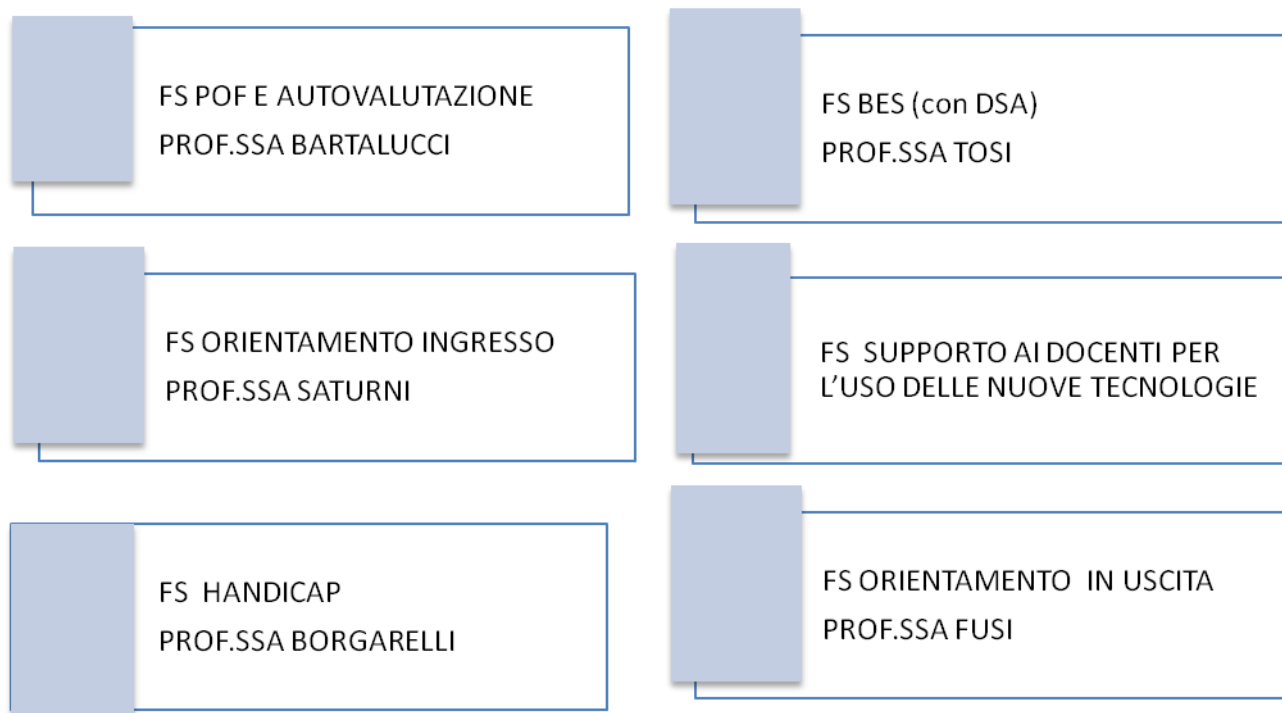 FS POF E AUTOVALUTAZIONE
PROF.SSA BARTALUCCI
FS BES (con DSA)
PROF.SSA TOSI
FS ORIENTAMENTO INGRESSO
PROF.SSA SATURNI
FS SUPPORTO AI DOCENTI PER
L’USO DELLE NUOVE TECNOLOGIE
FS HANDICAP
PROF.SSA BORGARELLI
FS ORIENTAMENTO IN USCITA
PROF.SSA FUSI